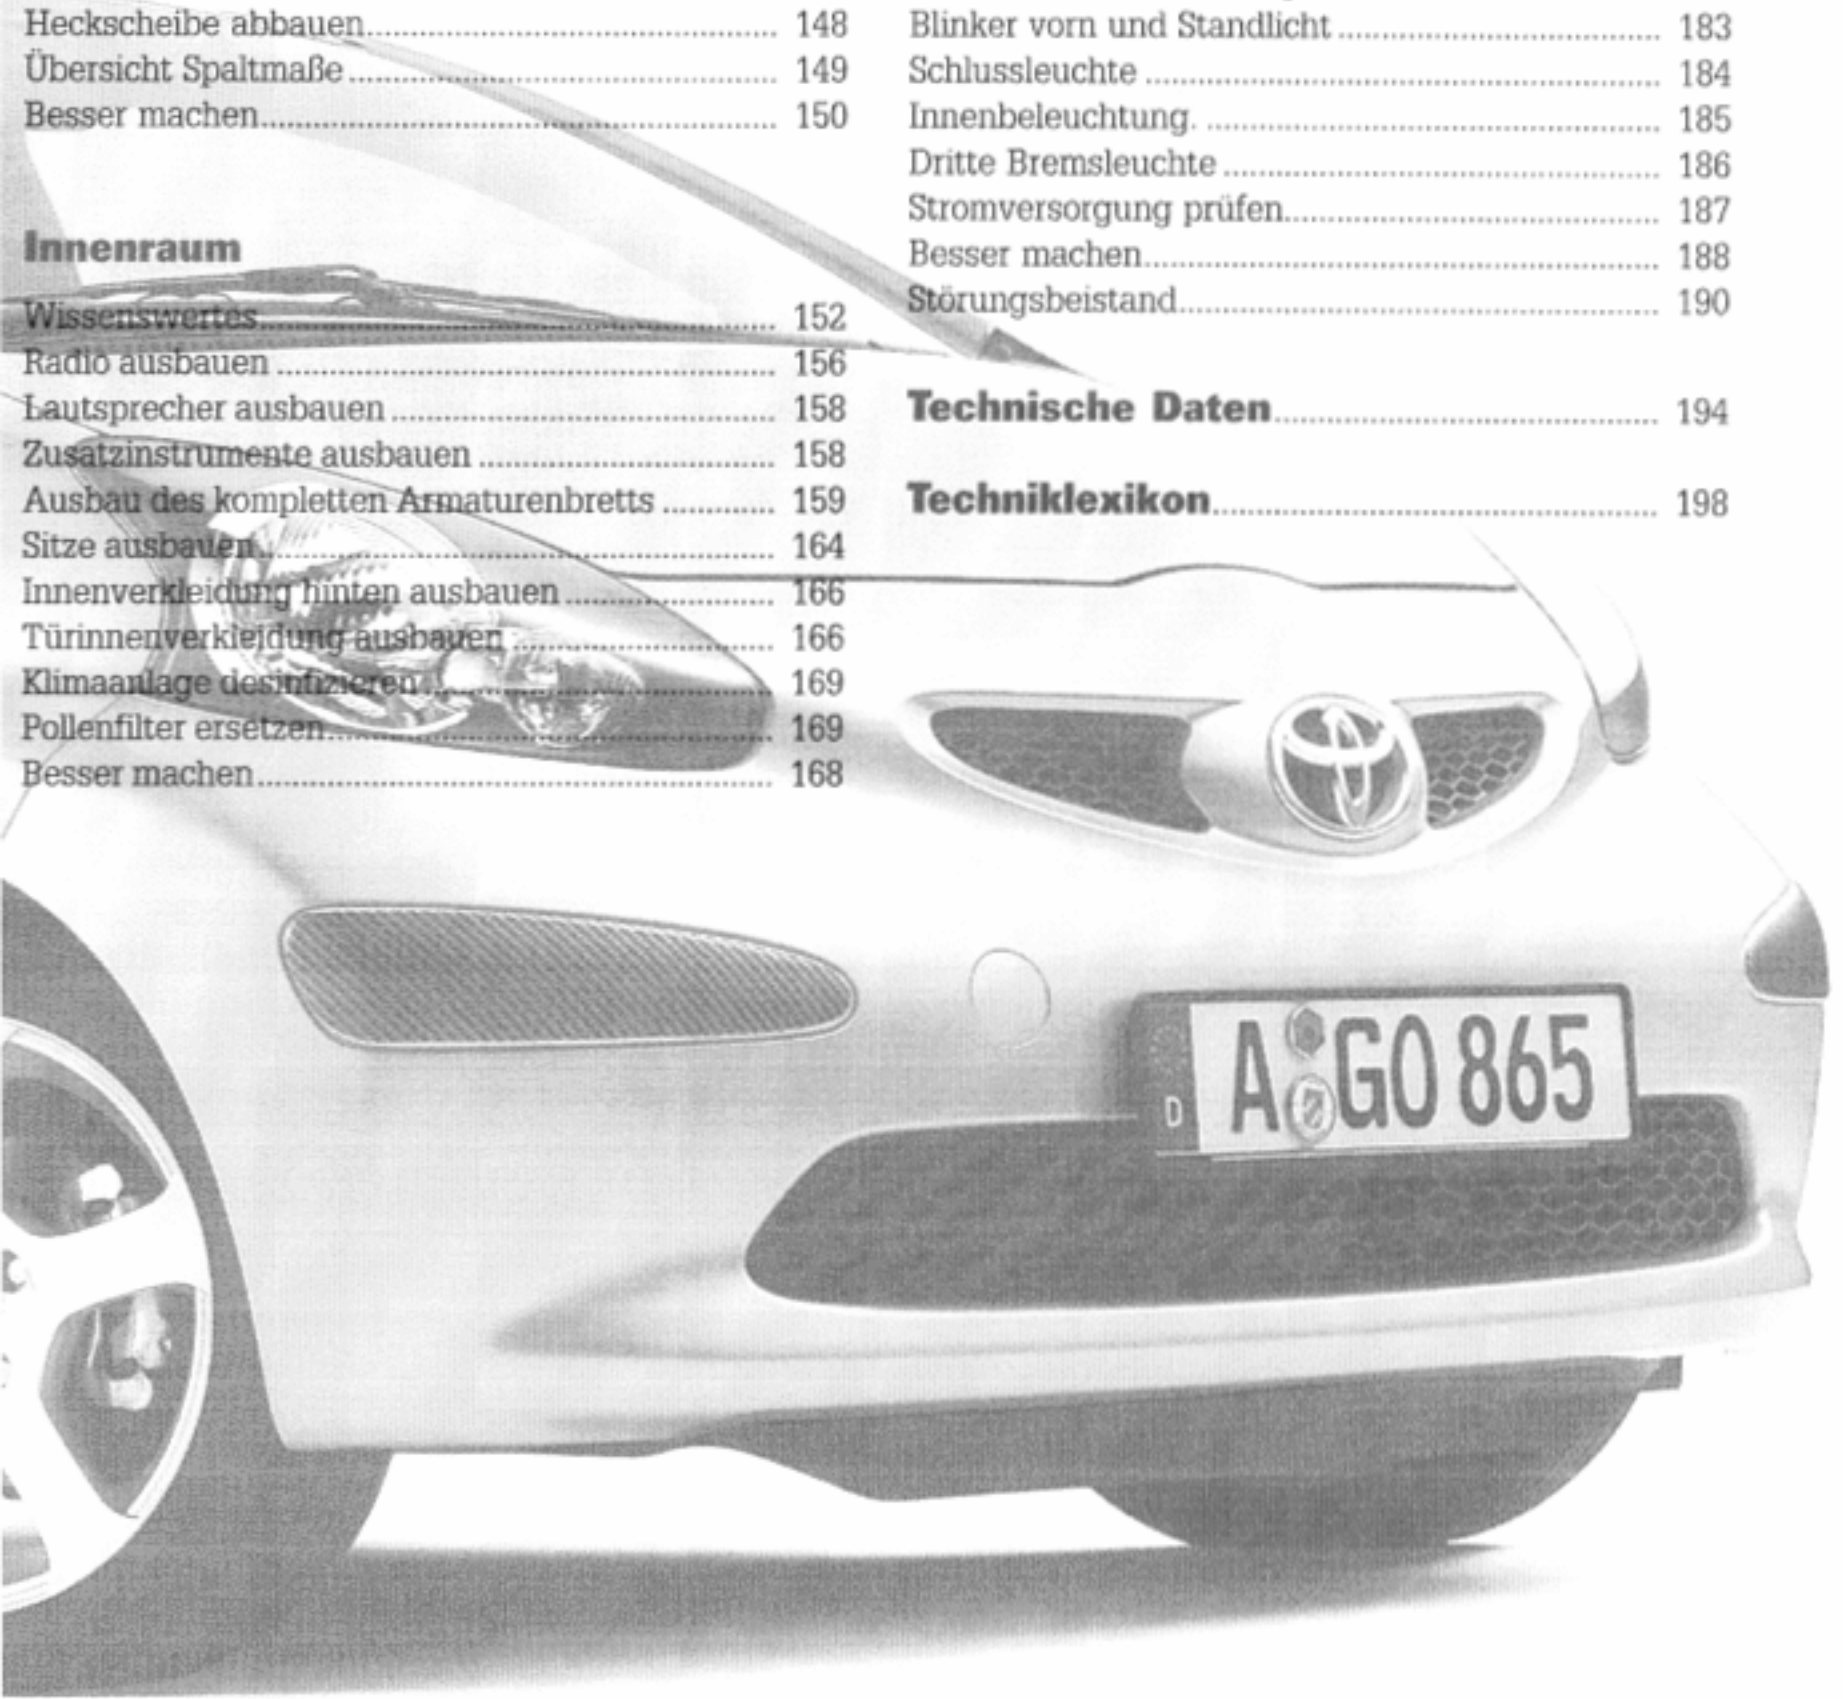 Heckscheibe abbauen 148
Übersicht Spaltmaße 149
Besser machen 150
Innenraum
Wissenswertes 152
Radio ausbauen 156
Lautsprecher ausbauen 158
Zusatzinstrumente ausbauen 158
Ausbau des kompletten Armaturenbretts 159
Sitze ausbauen 164
Innenverkleidung hinten ausbauen 166
Türinnenverkleidung ausbauen 166
Klimaanlage desinfizieren 169
Pollenfilter ersetzen 169
Besser machen 168
Blinker vorn und Standlicht 183
Schlussleuchte 184
Innenbeleuchtung. 185
Dritte Bremsleuchte 186
Stromversorgung prüfen 187
Besser machen 188
Störungsbeistand 190
Technische Daten 194
Techniklexikon 198
D A GO 865